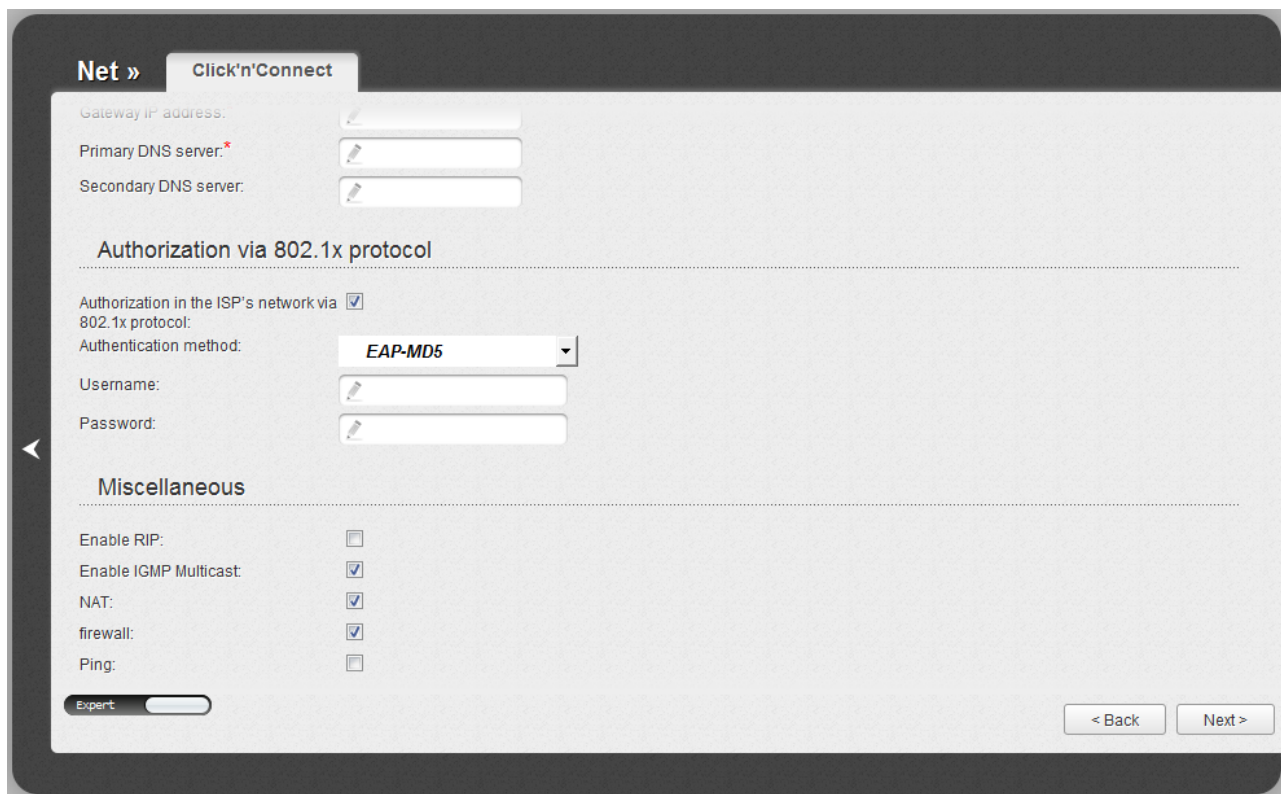 Net »
Click'n'Connect
Gateway IP address:
Primary DNS server:*
Secondary DNS server:
Authorization via 802.1x protocol
Authorization in the ISP's network via
802.1x protocol:
Authentication method:
EAP-MD5
Username:
Password:
Miscellaneous
Enable RIP:
Enable IGMP Multicast:
NAT:
firewall:
Ping:
Expert
< Back
Next >